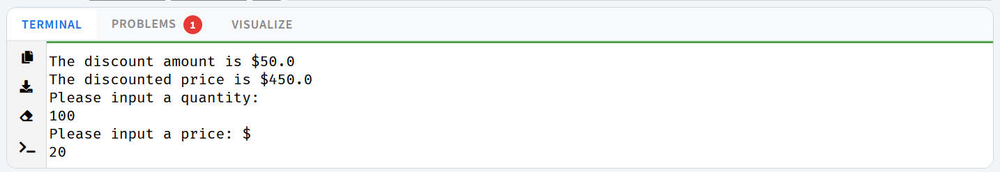 TERMINAL PROBLEMS 1 VISUALIZE
The discount amount is $50.0
The discounted price is $450.0
Please input a quantity:
100
Please input a price: $
20